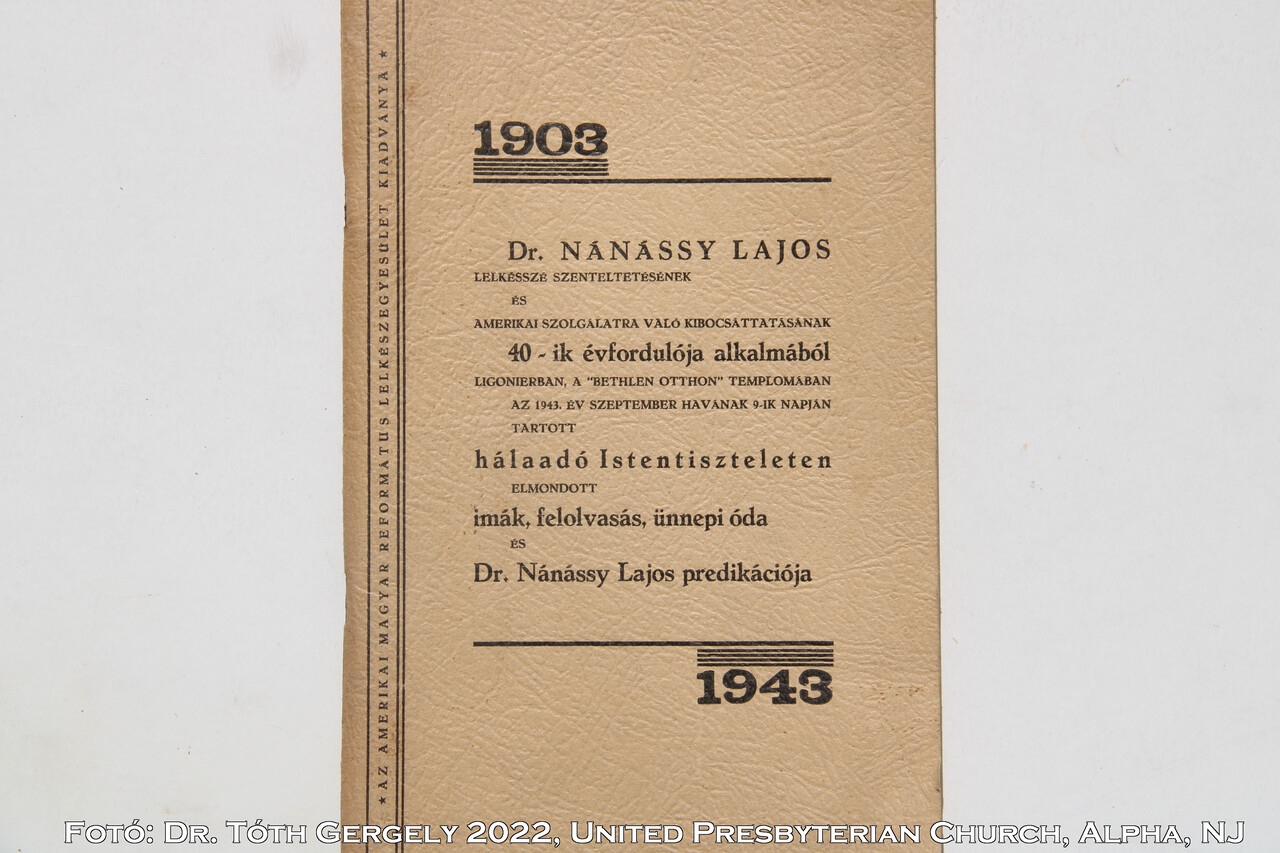 ★ AZ AMERIKAI MAGYAR REFORMÁTUS LELKÉSZEGYESÜLET KIADVÁNYA ★
1903
Dr. NÁNÁSSY LAJOS
LELKÉSSZÉ SZENTELTETÉSÉNEK
ÉS
AMERIKAI SZOLGÁLATRA VALÓ KIBOCSÁTTATÁSÁNAK
40 - ik évfordulója alkalmából
LIGONIERBAN, A "BETHLEN OTTHON" TEMPLOMÁBAN
AZ 1943. ÉV SZEPTEMBER HAVÁNAK 9-IK NAPJÁN
TARTOTT
hálaadó Istentiszteleten
ELMONDOTT
imák, felolvasás, ünnepi óda
ÉS
Dr. Nánássy Lajos predikációja
1943
Fotó: Dr. Tóth Gergely 2022, United Presbyterian Church, Alpha, NJ